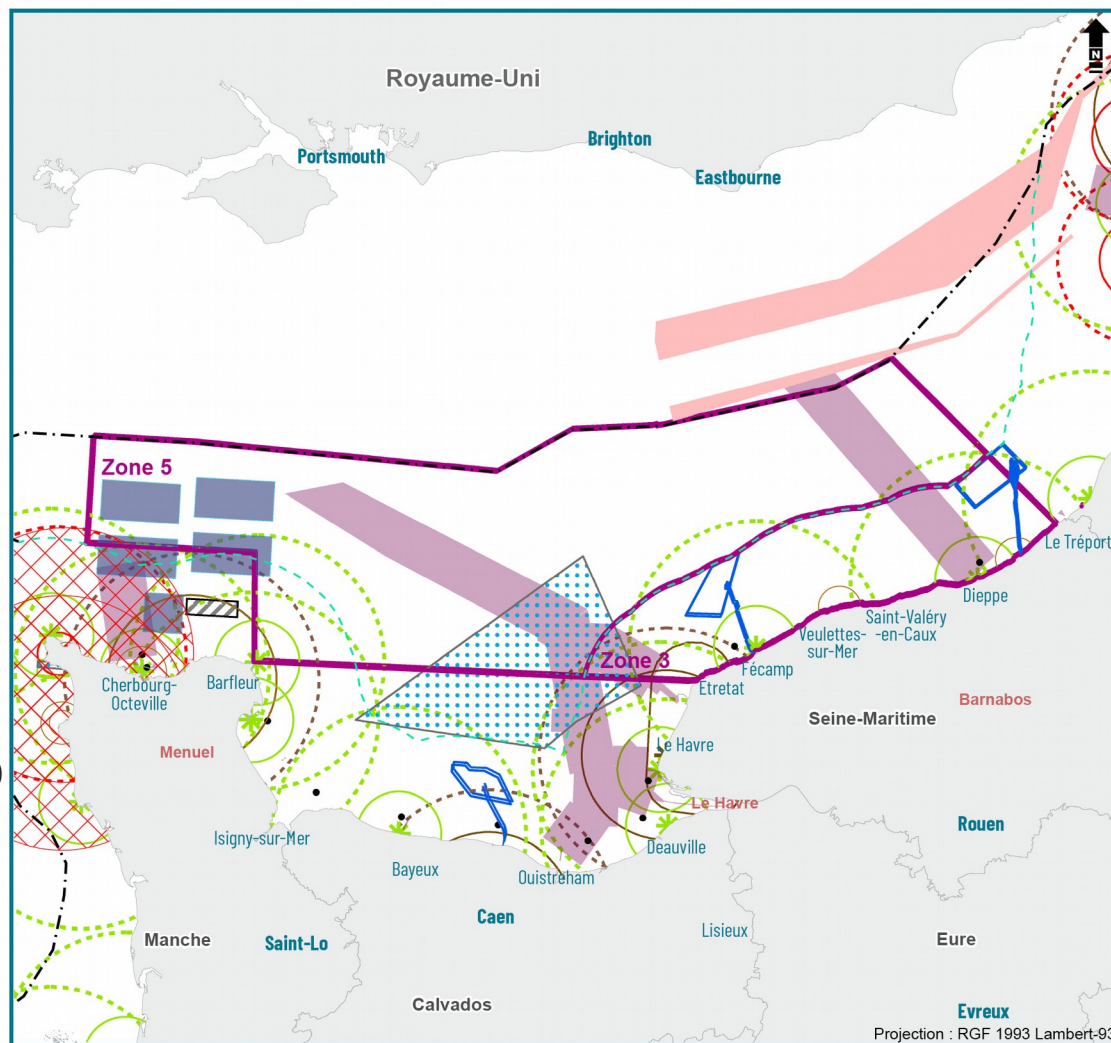 N
Royaume-Uni
Portsmouth
Brighton
Eastbourne
Zone 5
Le Tréport
Dieppe
Saint-Valéry
-en-Caux
Veulettes-
sur-Mer
Zone 3
Fécamp
Etretat
Cherbourg-
Octeville
Barfleur
Barnabos
Seine-Maritime
Menuel
Le Havre
Le Havre
Rouen
Isigny-sur-Mer
Deauville
Bayeux
Ouistreham
Caen
Lisieux
Manche
Saint-Lo
Eure
Calvados
Evreux
Projection : RGF 1993 Lambert-93